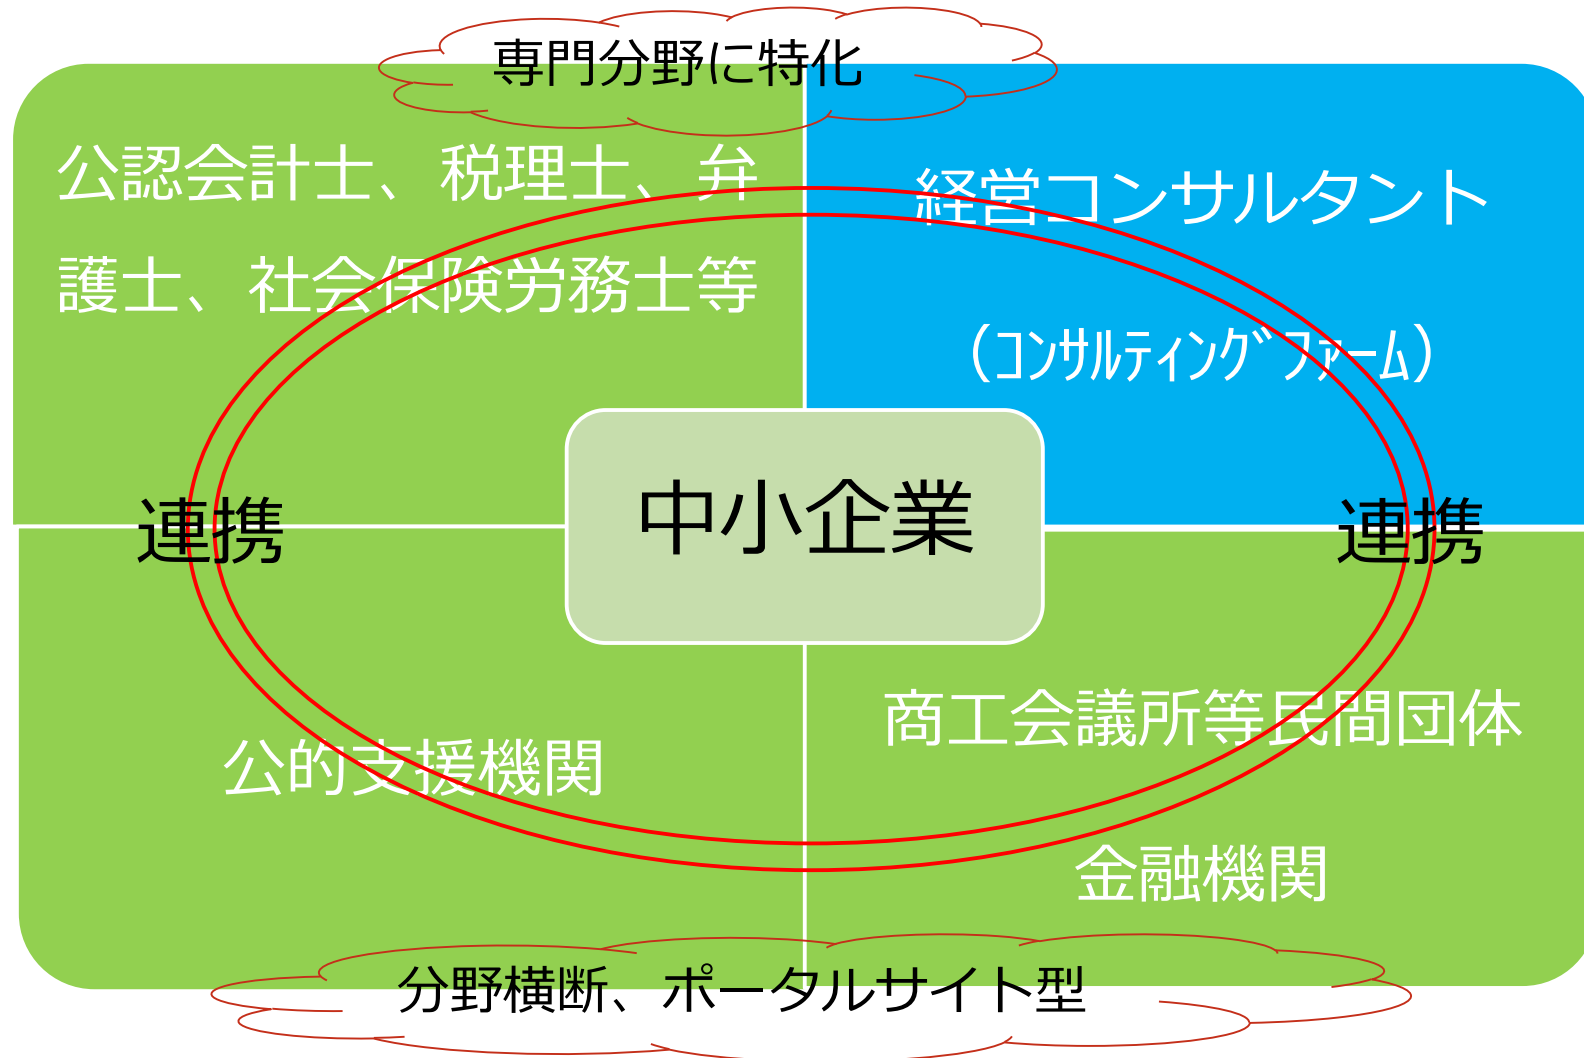 専門分野に特化
公認会計士、税理士、弁
護士、社会保険労務士等
経営コンサルタント
（ｺﾝｻﾙﾃｨﾝｸﾞﾌｧｰﾑ）
連携
中小企業
連携
公的支援機関
商工会議所等民間団体
金融機関
分野横断、ポータルサイト型